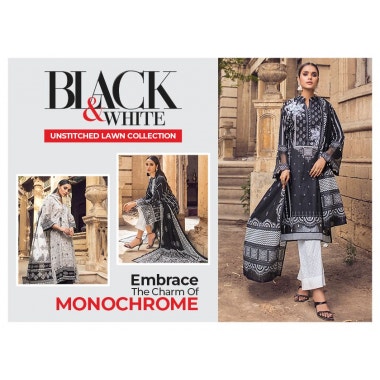 BLACK
& WHITE
UNSTITCHED LAWN COLLECTION
Embrace
The Charm Of
MONOCHROME